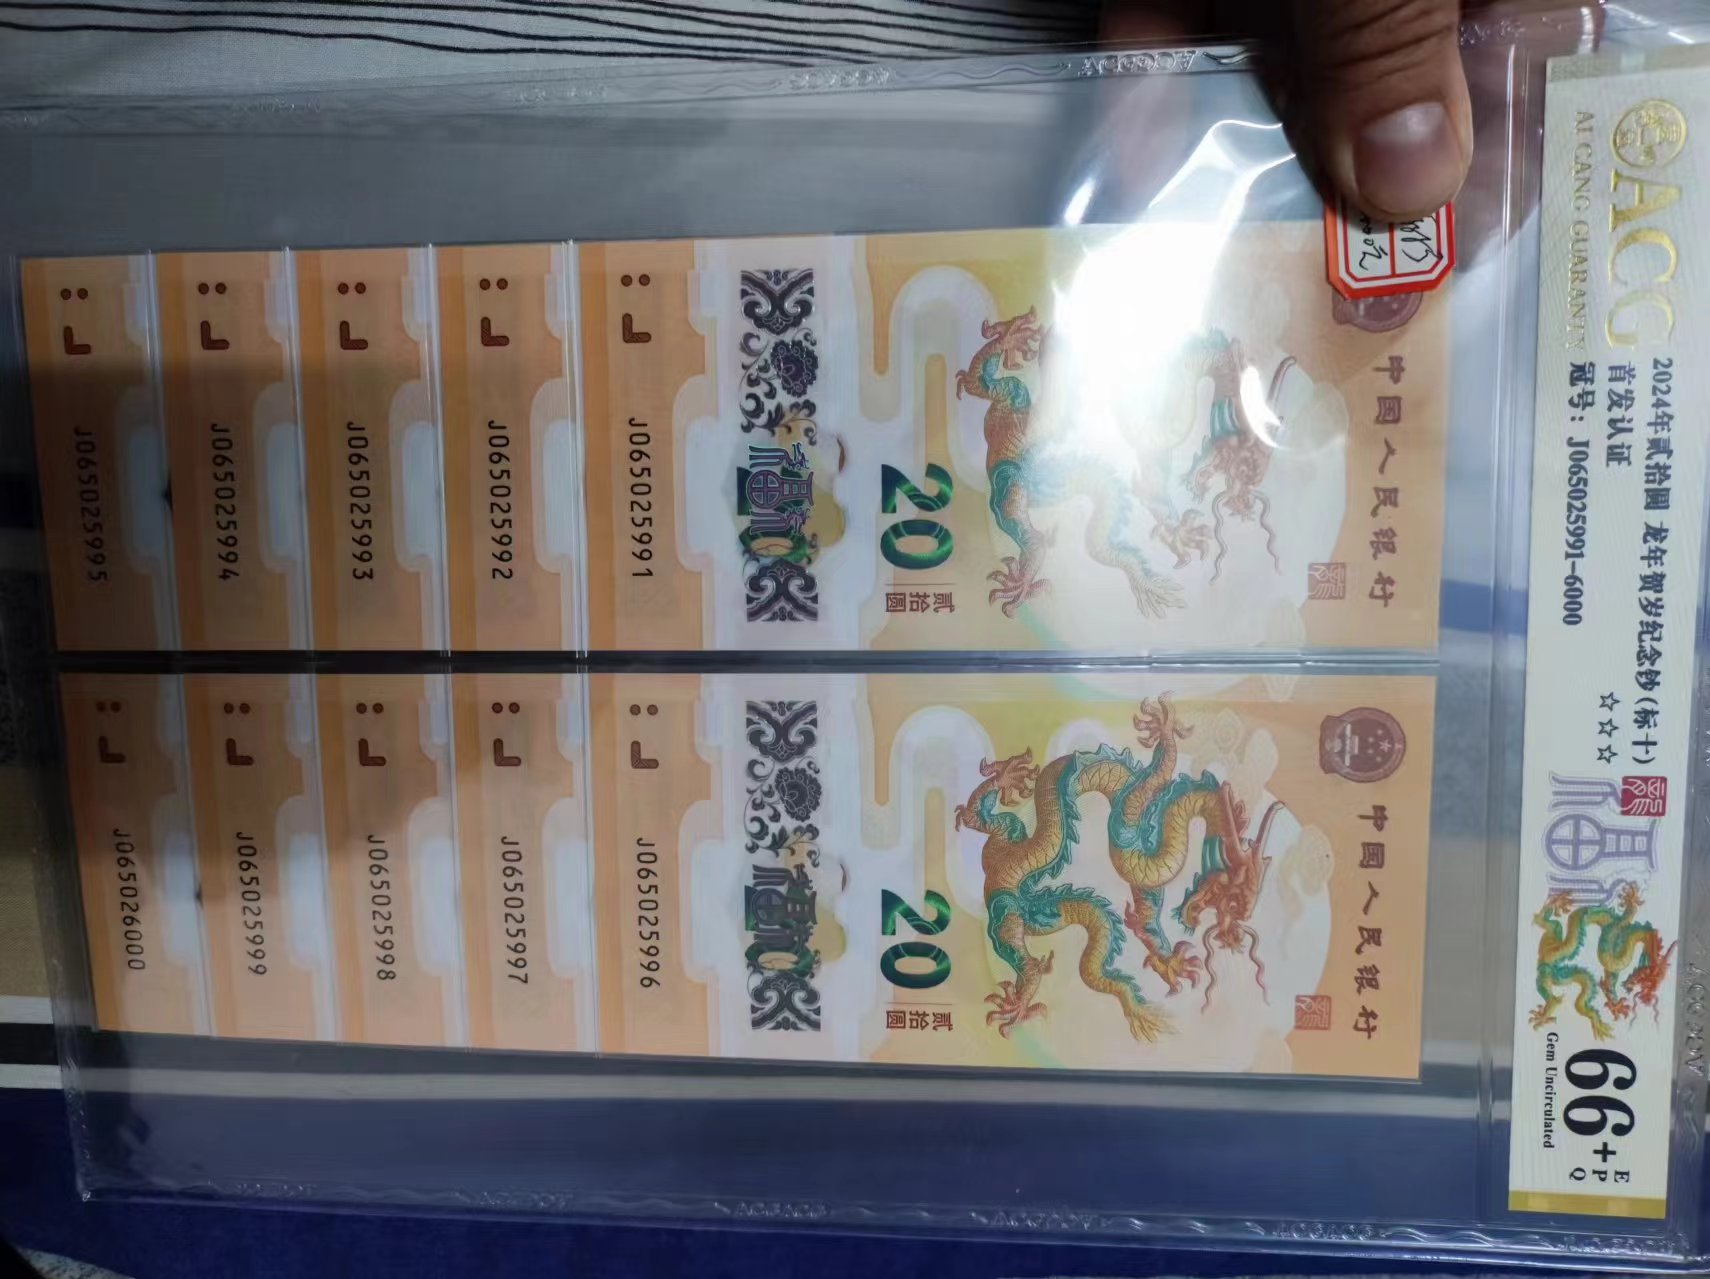 ACG
AI CANG GUARANTY
2024年贰拾圆 龙年贺岁纪念钞(标十)
首发认证 ☆☆☆
冠号：J065025991-6000
66+
EPQ
Gem Uncirculated
中国人民银行
20
贰拾圆
J065025991
J065025992
J065025993
J065025994
J065025995
中国人民银行
20
贰拾圆
J065025996
J065025997
J065025998
J065025999
J065026000